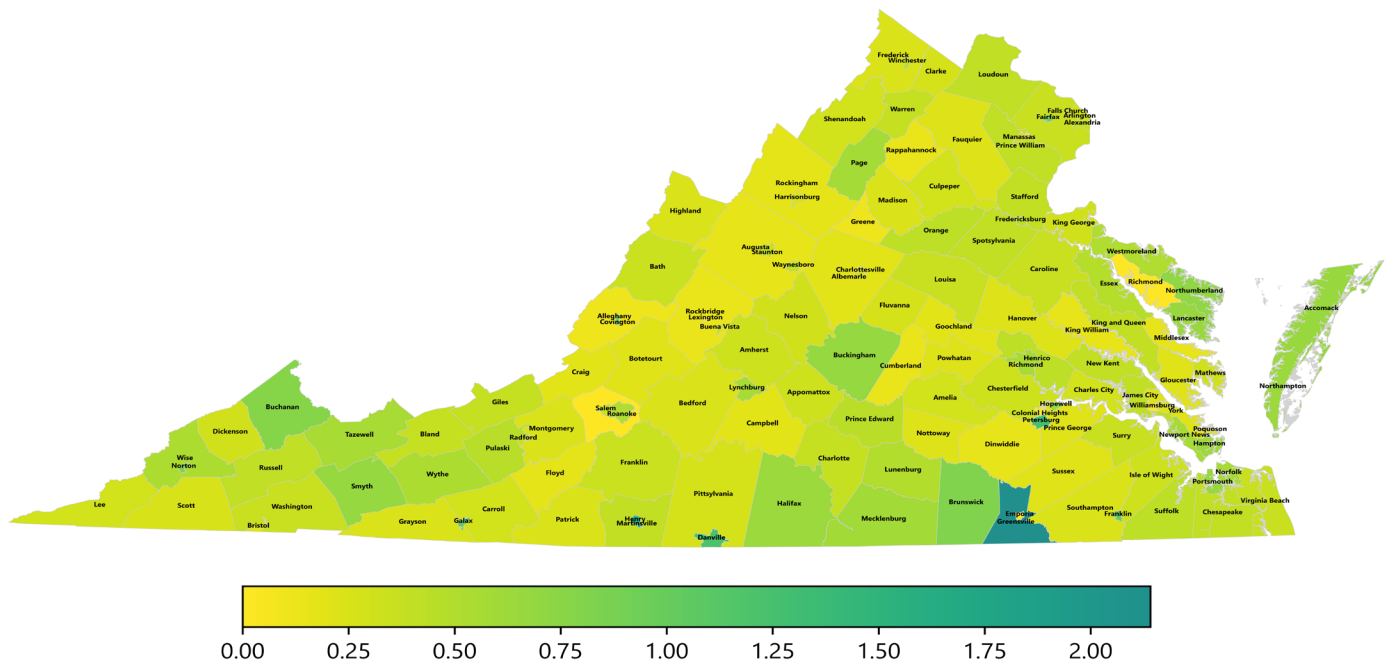 Frederick
Winchester
Clarke
Loudoun
Warren
Shenandoah
Falls Church
Fairfax
Arlington
Alexandria
Fauquier
Manassas
Prince William
Rappahannock
Page
Rockingham
Harrisonburg
Culpeper
Madison
Stafford
Highland
Greene
Fredericksburg
King George
Orange
Spotsylvania
Augusta
Staunton
Westmoreland
Bath
Waynesboro
Charlottesville
Albemarle
Caroline
Louisa
Essex
Richmond
Northumberland
Accomack
Fluvanna
Rockbridge
Lexington
Alleghany
Covington
Nelson
Buena Vista
Goochland
Hanover
King and Queen
King William
Lancaster
Middlesex
Amherst
Buckingham
Botetourt
Craig
Powhatan
Cumberland
Henrico
Richmond
New Kent
Mathews
Gloucester
Northampton
Lynchburg
Appomattox
Chesterfield
Charles City
James City
Williamsburg
York
Amelia
Bedford
Giles
Salem
Roanoke
Hopewell
Colonial Heights
Petersburg
Prince George
Buchanan
Prince Edward
Campbell
Poquoson
Newport News
Hampton
Surry
Nottoway
Dinwiddie
Dickenson
Tazewell
Bland
Montgomery
Radford
Pulaski
Wise
Norton
Russell
Wythe
Floyd
Franklin
Charlotte
Lunenburg
Sussex
Isle of Wight
Norfolk
Portsmouth
Smyth
Pittsylvania
Halifax
Brunswick
Virginia Beach
Lee
Scott
Washington
Bristol
Grayson
Carroll
Galax
Patrick
Henry
Martinsville
Danville
Mecklenburg
Emporia
Greensville
Southampton
Franklin
Suffolk
Chesapeake
0.00 0.25 0.50 0.75 1.00 1.25 1.50 1.75 2.00